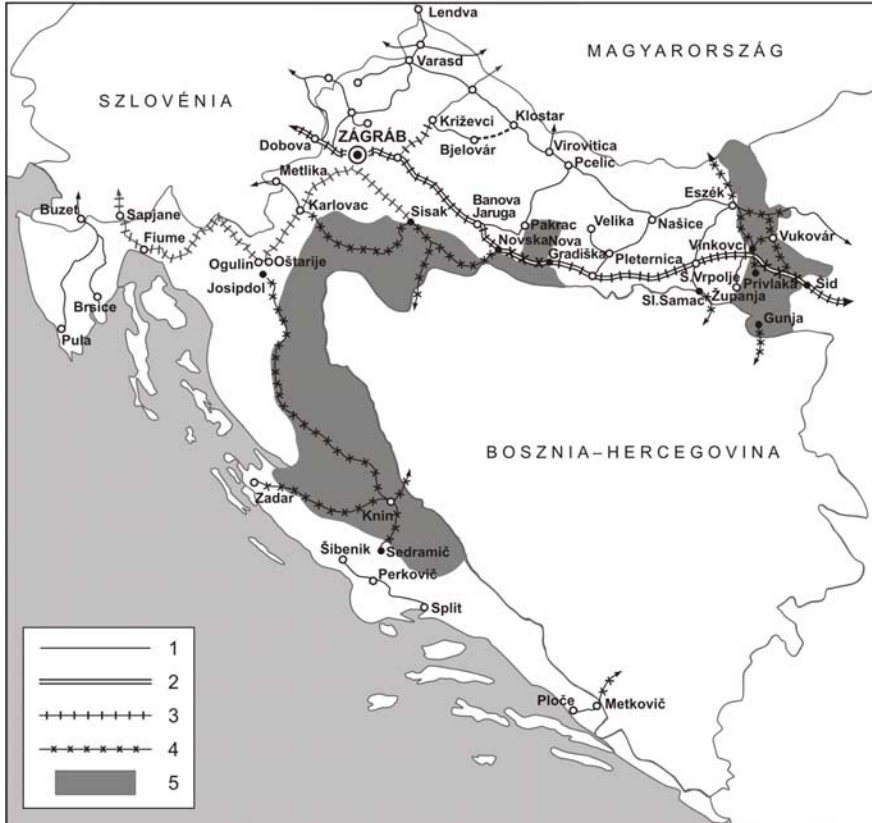 Lendva
MAGYARORSZÁG
Varasd
SZLOVÉNIA
Križevci
Klostar
ZÁGRÁB
Dobova
Bjelovár
Virovitica
Pcelic
Metlika
Eszék
Buzet
Sapjane
Karlovac
Banova
Jaruga
Sisak
Pakrac
Velika
Našice
Vukovár
Fiume
Novska
Nova
Gradiška
Vinkovci
Ogulin
Oštarije
Pleternica
S.Vrpolje
Privlaka
Šid
Josipdol
Brsice
Sl.Šamac
Županja
Gunja
Pula
BOSZNIA–HERCEGOVINA
Zadar
Knin
Šibenik
Sedramič
Perkovič
Split
1
2
3
4
5
Ploče
Metkovič